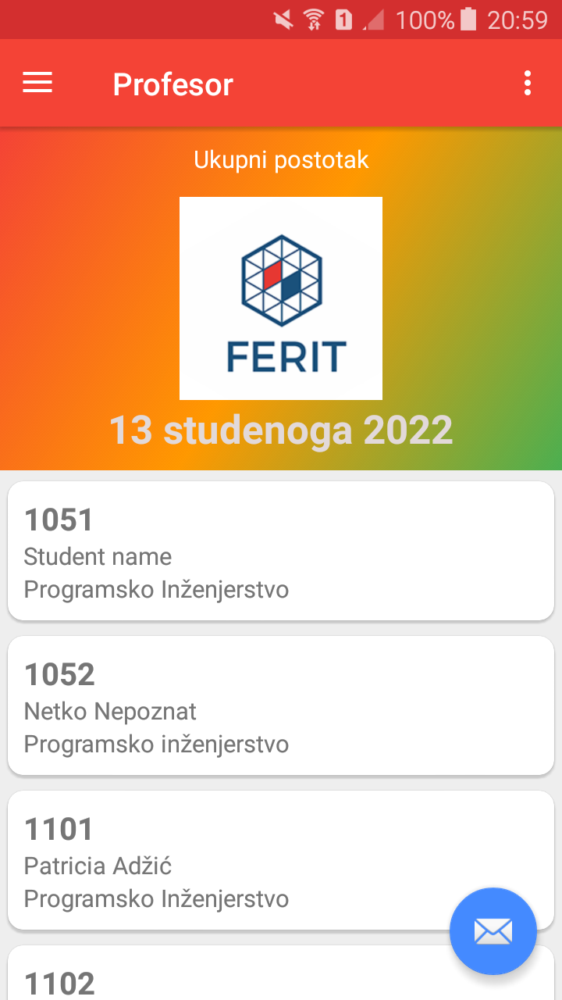 1 100% 20:59
Profesor
Ukupni postotak
FERIT
13 studenoga 2022
1051
Student name
Programsko Inženjerstvo
1052
Netko Nepoznat
Programsko inženjerstvo
1101
Patricia Adžić
Programsko Inženjerstvo
1102